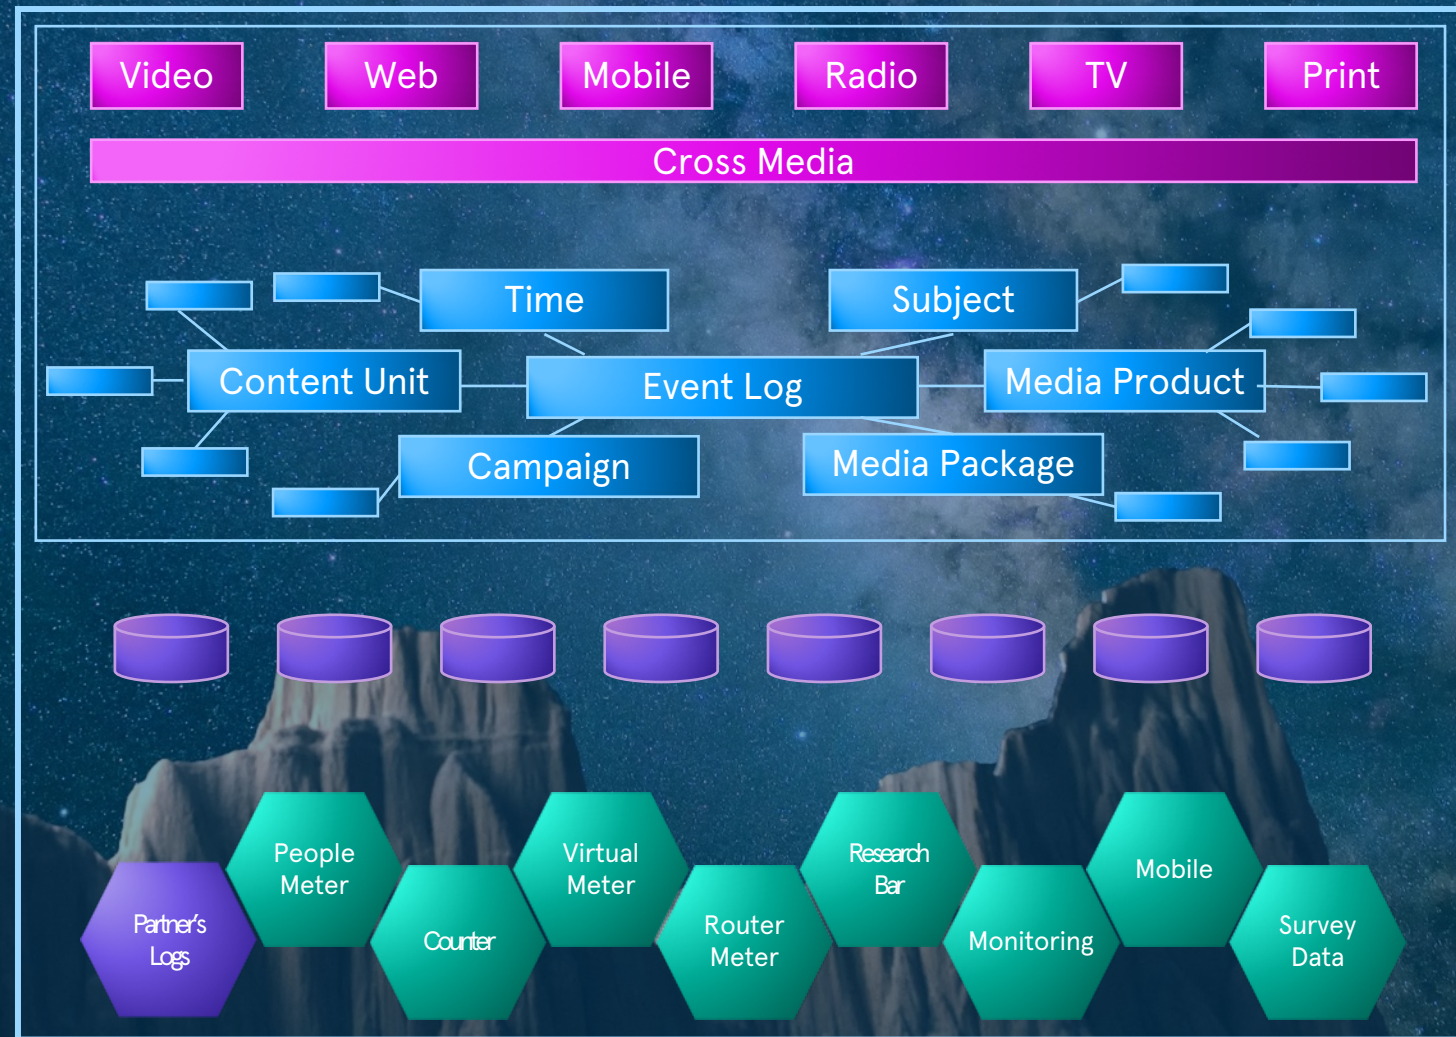 Video
Web
Mobile
Radio
TV
Print
Cross Media
Time
Subject
Content Unit
Event Log
Media Product
Campaign
Media Package
People
Meter
Virtual
Meter
Research
Bar
Mobile
Partner's
Logs
Counter
Router
Meter
Monitoring
Survey
Data